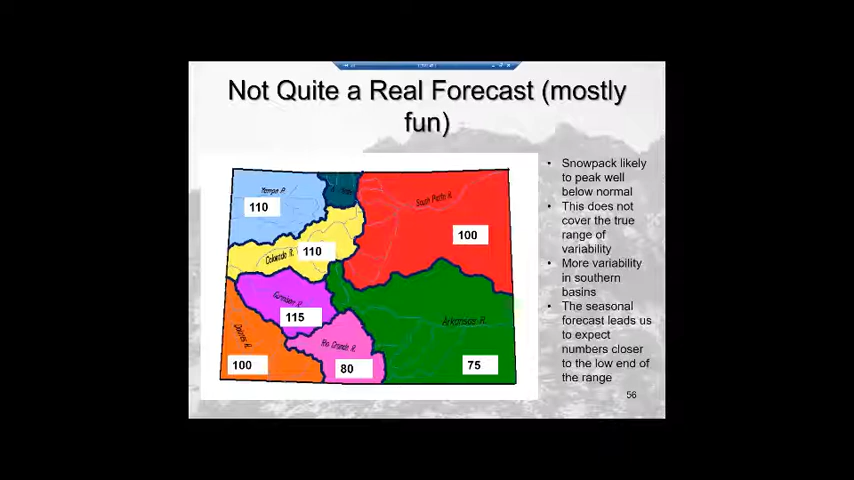 Not Quite a Real Forecast (mostly
fun)
Yampa R.
110
South Platte R.
100
Colorado R.
110
Gunnison R.
115
Dolores R.
100
Rio Grande R.
80
Arkansas R.
75
• Snowpack likely
to peak well
below normal
• This does not
cover the true
range of
variability
• More variability
in southern
basins
• The seasonal
forecast leads us
to expect
numbers closer
to the low end of
the range
56